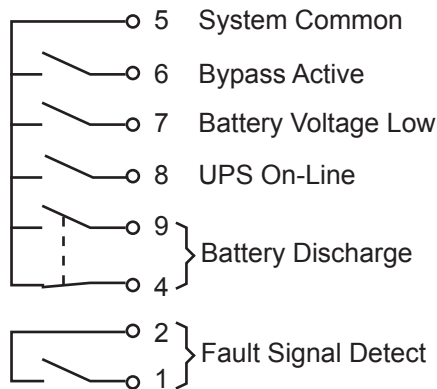 5 System Common
6 Bypass Active
7 Battery Voltage Low
8 UPS On-Line
9
Battery Discharge
4
2
Fault Signal Detect
1